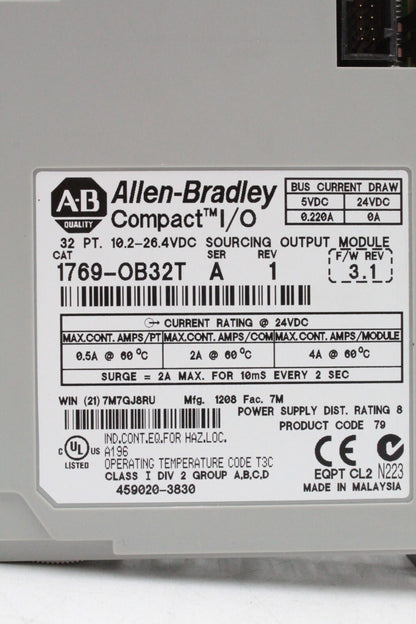 A-B
QUALITY
Allen-Bradley
Compact™ I/O
BUS CURRENT DRAW
5VDC 24VDC
0.220A 0A
32 PT. 10.2-26.4VDC SOURCING OUTPUT MODULE
CAT SER REV F/W REV
1769-OB32T A 1 3.1
CURRENT RATING @ 24VDC
MAX.CONT. AMPS/PT MAX.CONT. AMPS/COM MAX.CONT. AMPS/MODULE
0.5A @ 60°C 2A @ 60°C 4A @ 60°C
SURGE = 2A MAX. FOR 10mS EVERY 2 SEC
WIN (21) 7M7GJ8RU Mfg. 1208 Fac. 7M
POWER SUPPLY DIST. RATING 8
PRODUCT CODE 79
C UL US
LISTED
IND.CONT.EQ.FOR HAZ.LOC.
A196
OPERATING TEMPERATURE CODE T3C
CLASS I DIV 2 GROUP A,B,C,D
459020-3830
CE
EQPT CL2 N223
MADE IN MALAYSIA